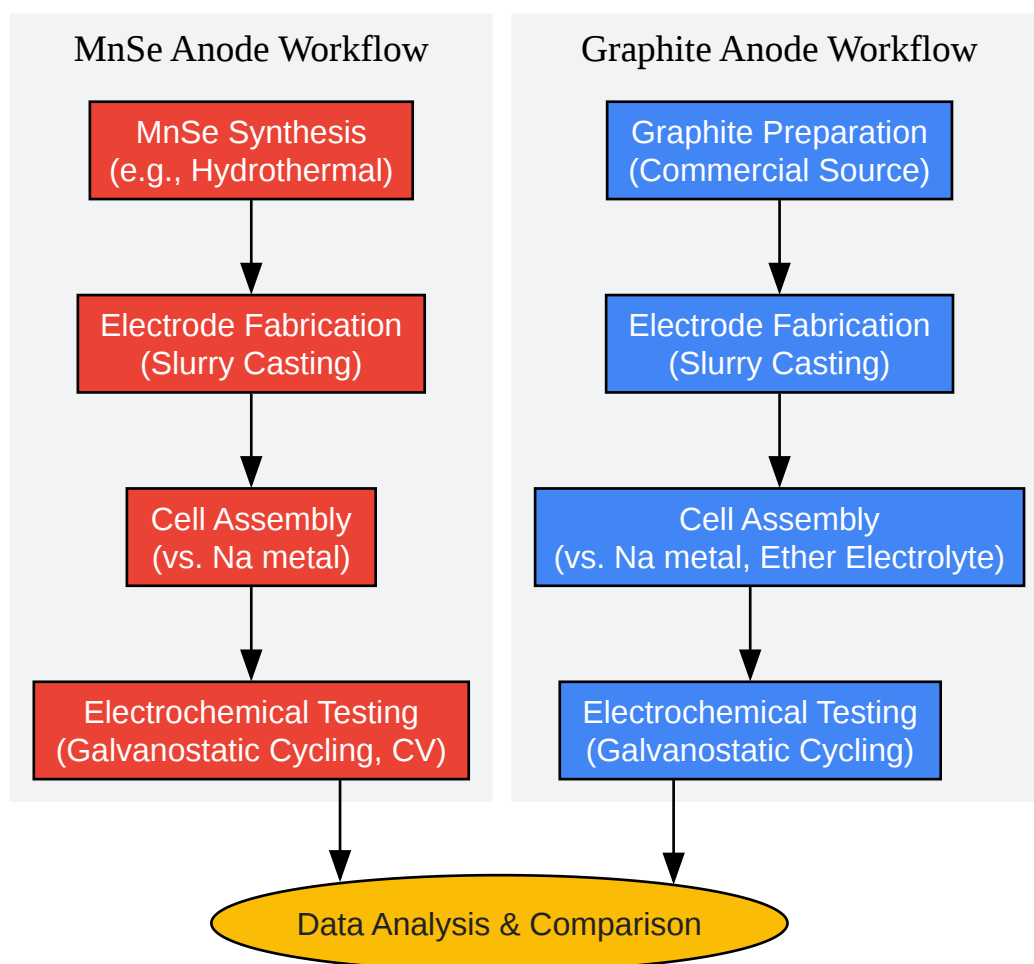 MnSe Anode Workflow
MnSe Synthesis
(e.g., Hydrothermal)
Electrode Fabrication
(Slurry Casting)
Cell Assembly
(vs. Na metal)
Electrochemical Testing
(Galvanostatic Cycling, CV)
Graphite Anode Workflow
Graphite Preparation
(Commercial Source)
Electrode Fabrication
(Slurry Casting)
Cell Assembly
(vs. Na metal, Ether Electrolyte)
Electrochemical Testing
(Galvanostatic Cycling)
Data Analysis & Comparison